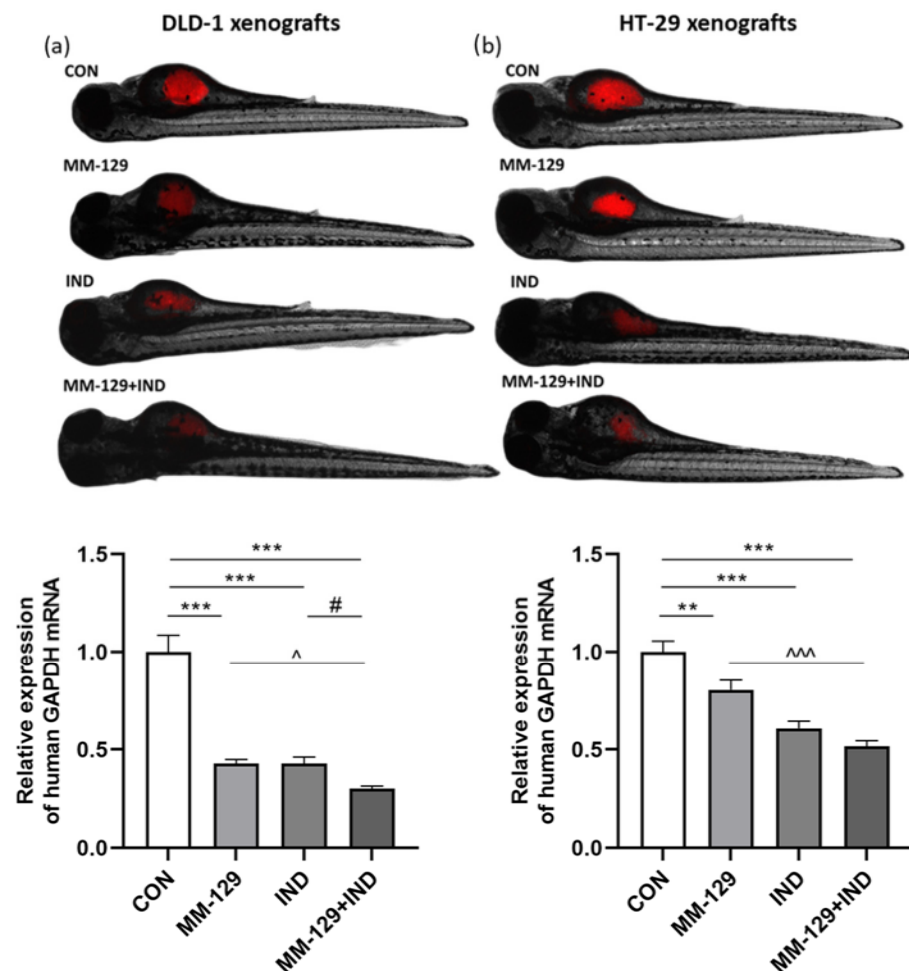 DLD-1 xenografts
(a)
CON
MM-129
IND
MM-129+IND
HT-29 xenografts
(b)
CON
MM-129
IND
MM-129+IND
Relative expression
of human GAPDH mRNA
1.5
1.0
0.5
0.0
***
***
***
#
^
CON
MM-129
IND
MM-129+IND
Relative expression
of human GAPDH mRNA
1.5
1.0
0.5
0.0
***
***
**
^^^
CON
MM-129
IND
MM-129+IND